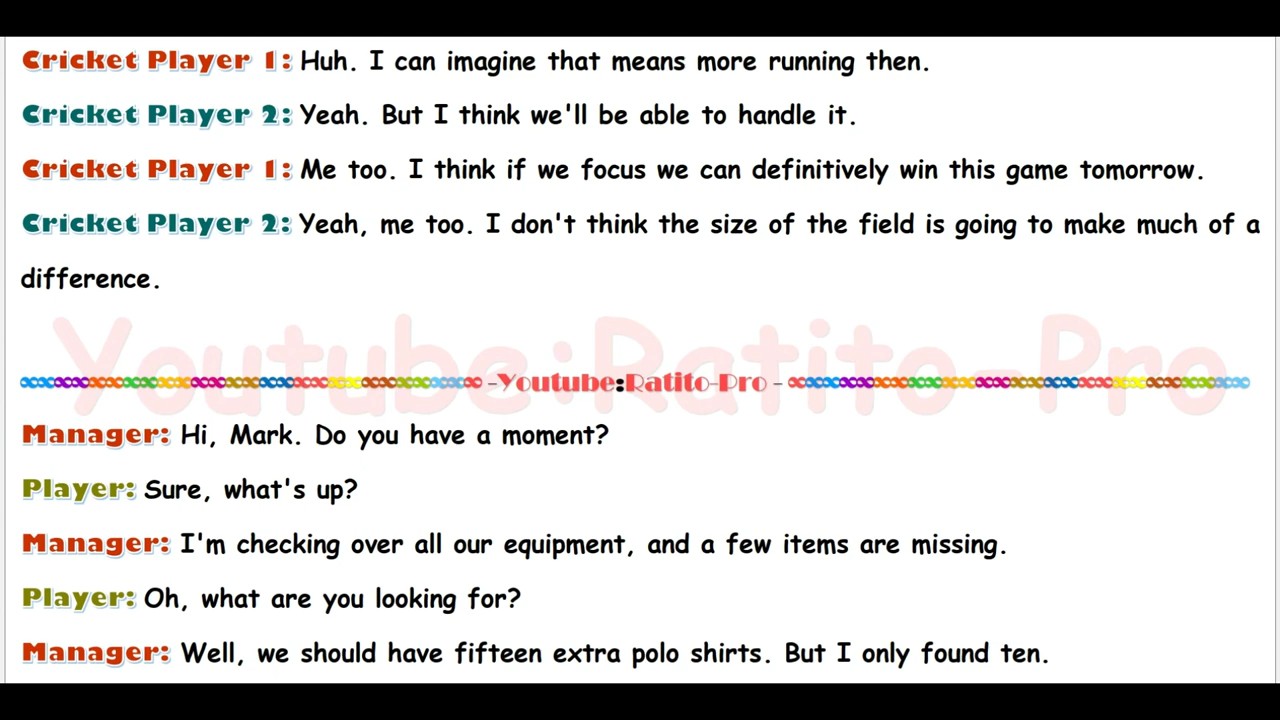 Cricket Player 1: Huh. I can imagine that means more running then.
Cricket Player 2: Yeah. But I think we'll be able to handle it.
Cricket Player 1: Me too. I think if we focus we can definitively win this game tomorrow.
Cricket Player 2: Yeah, me too. I don't think the size of the field is going to make much of a
difference.
Youtube:Ratito-Pro
-Youtube:Ratito-Pro -
Manager: Hi, Mark. Do you have a moment?
Player: Sure, what's up?
Manager: I'm checking over all our equipment, and a few items are missing.
Player: Oh, what are you looking for?
Manager: Well, we should have fifteen extra polo shirts. But I only found ten.